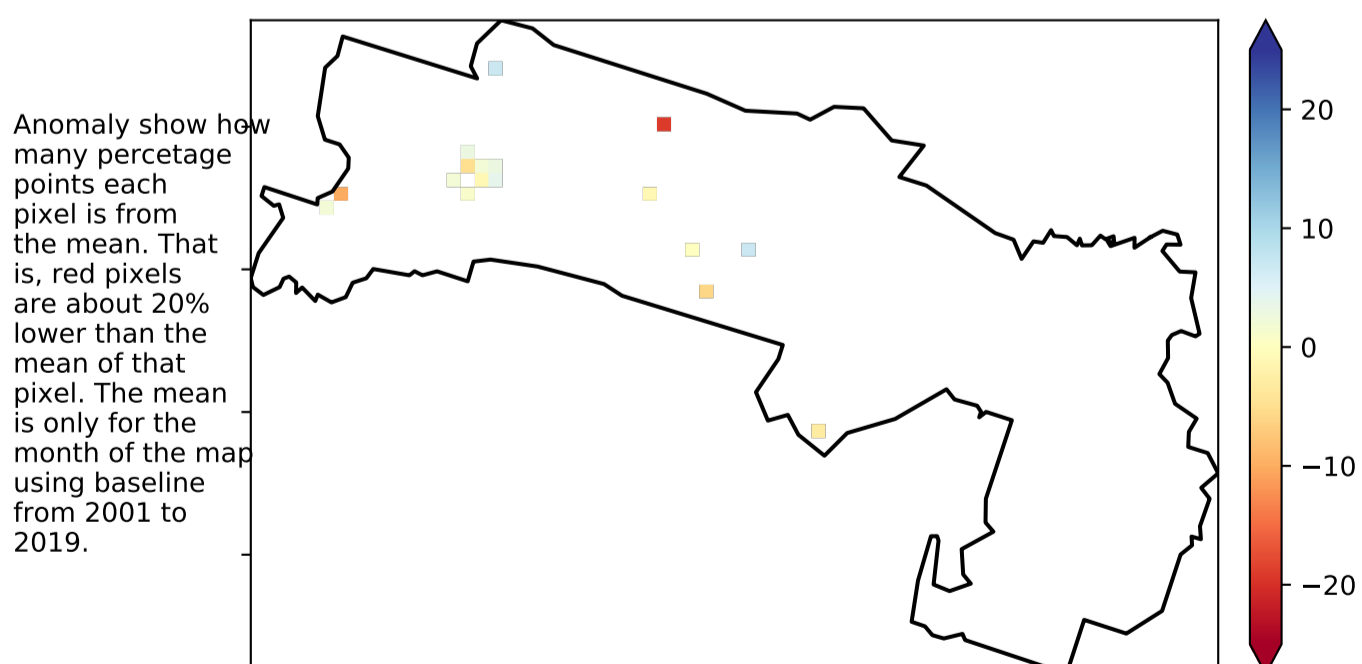 Anomaly show how
many percetage
points each
pixel is from
the mean. That
is, red pixels
are about 20%
lower than the
mean of that
pixel. The mean
is only for the
month of the map
using baseline
from 2001 to
2019.
20
10
0
−10
−20